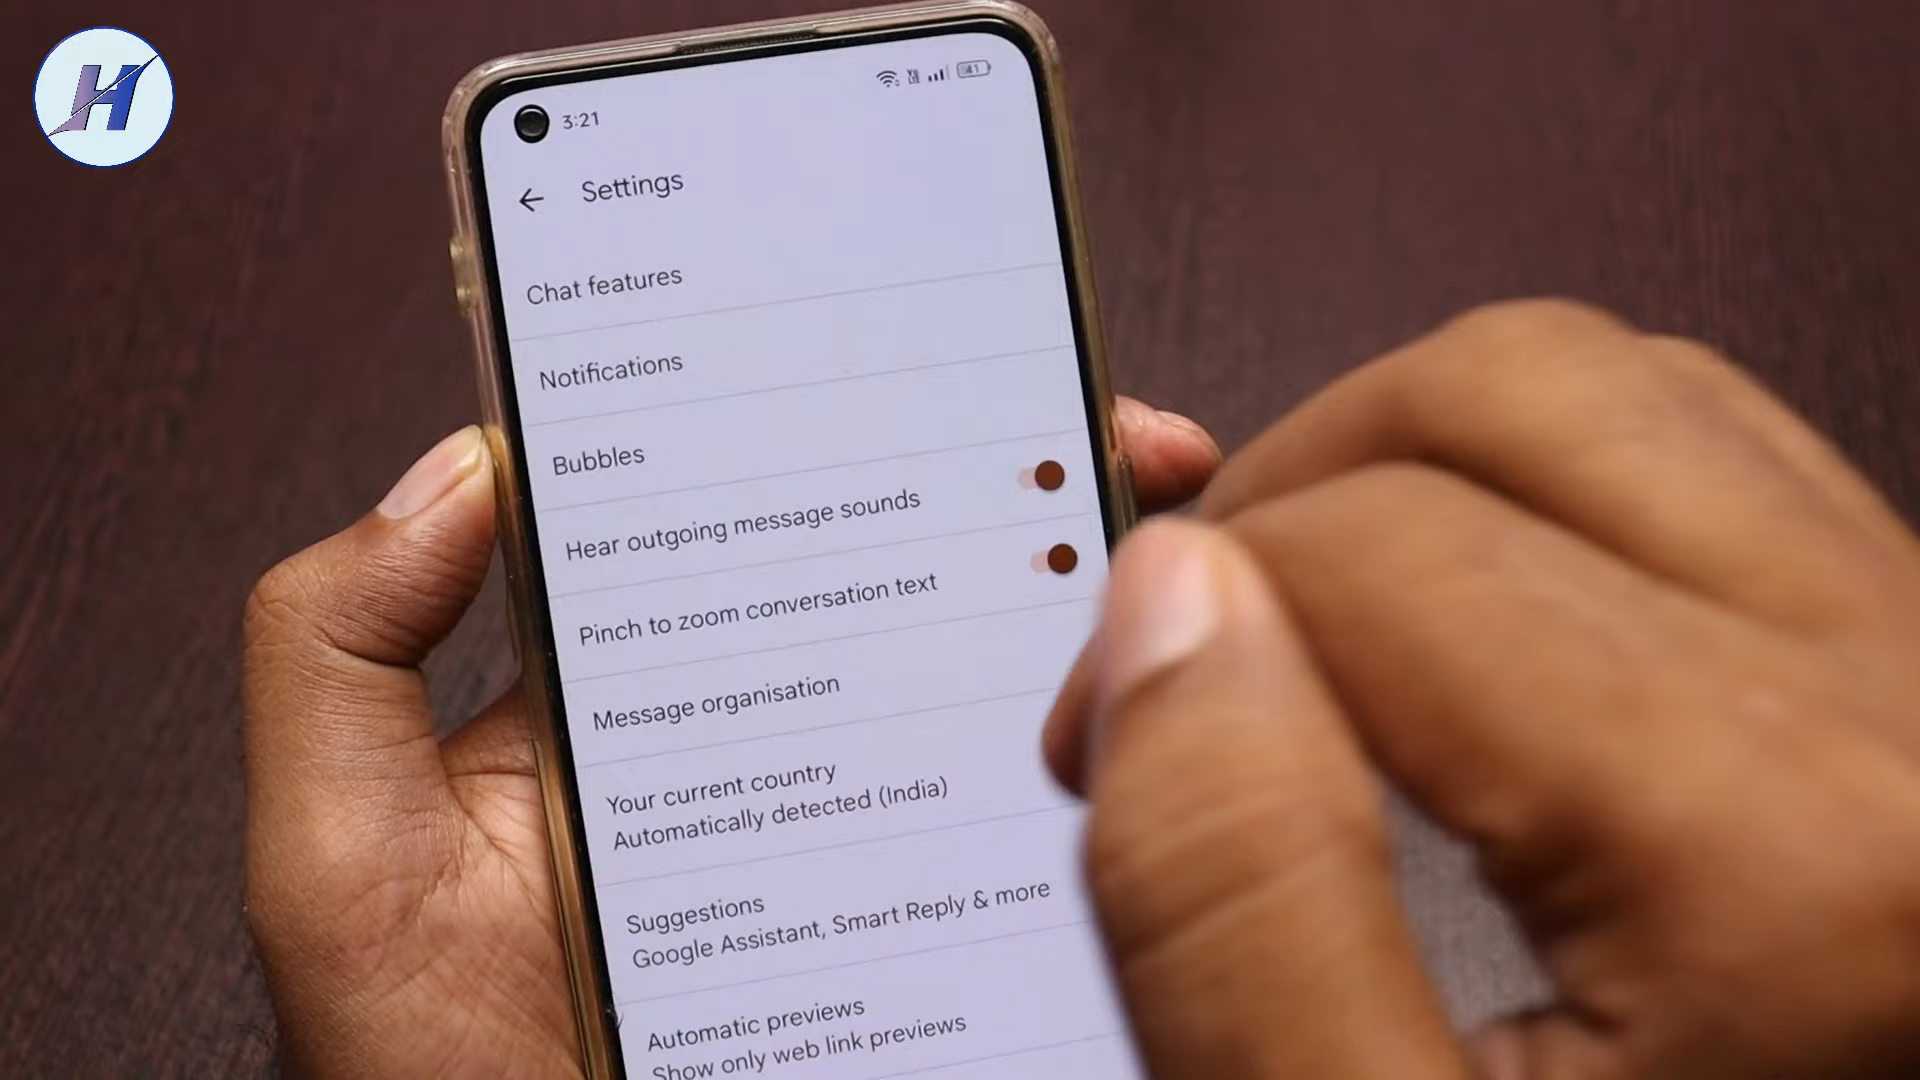 H
3:21
41
Settings
Chat features
Notifications
Bubbles
Hear outgoing message sounds
Pinch to zoom conversation text
Message organisation
Your current country
Automatically detected (India)
Suggestions
Google Assistant, Smart Reply & more
Automatic previews
Show only web link previews